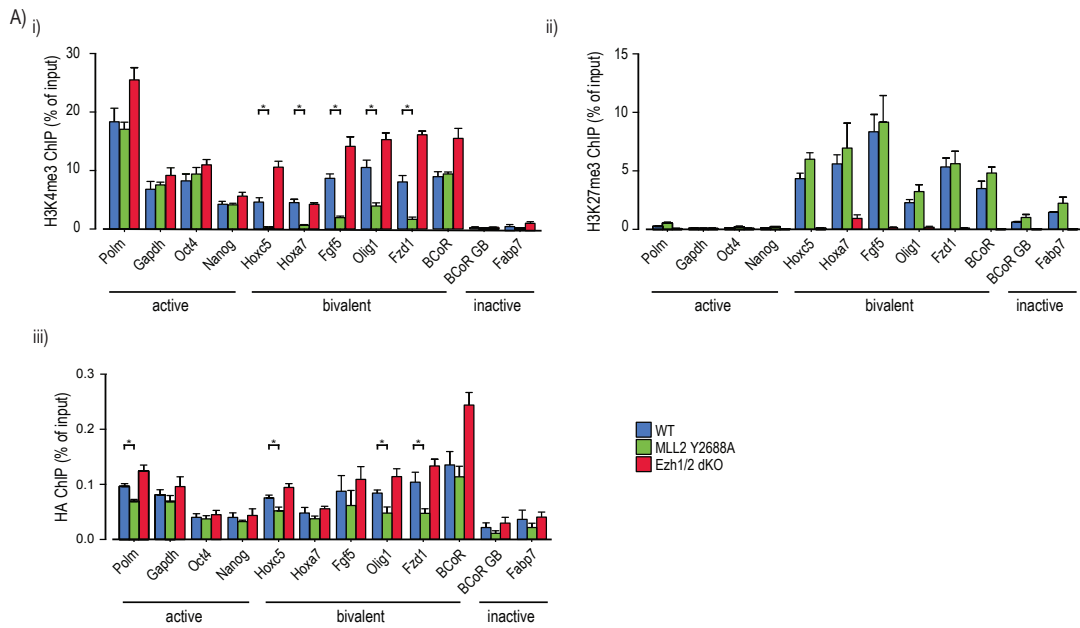 A)
i)
H3K4me3 ChIP (% of input)
30
20
10
0
* * * * *
Polm Gapdh Oct4 Nanog Hoxc5 Hoxa7 Fgf5 Olig1 Fzd1 BCoR BCoR GB Fabp7
active bivalent inactive
ii)
H3K27me3 ChIP (% of input)
15
10
5
0
Polm Gapdh Oct4 Nanog Hoxc5 Hoxa7 Fgf5 Olig1 Fzd1 BCoR BCoR GB Fabp7
active bivalent inactive
iii)
HA ChIP (% of input)
0.3
0.2
0.1
0.0
* * * *
Polm Gapdh Oct4 Nanog Hoxc5 Hoxa7 Fgf5 Olig1 Fzd1 BCoR BCoR GB Fabp7
active bivalent inactive
WT
MLL2 Y2688A
Ezh1/2 dKO